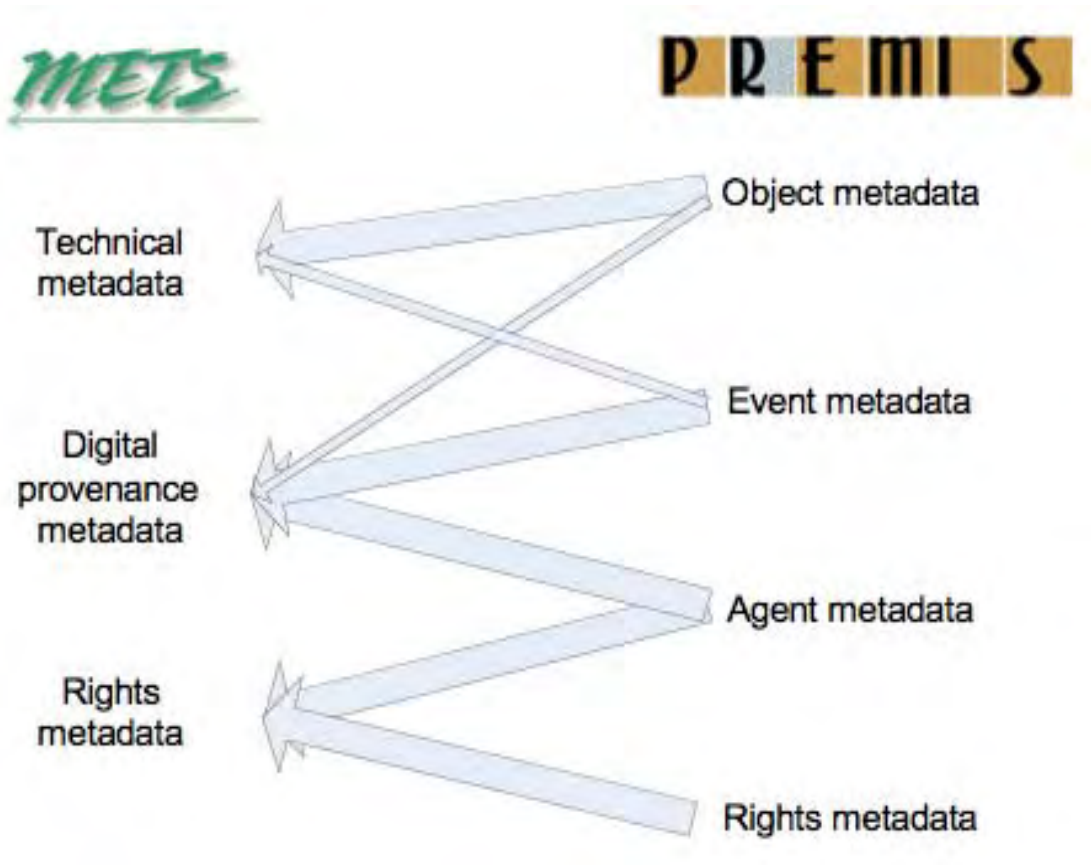 METS
PREMIS
Object metadata
Technical
metadata
Event metadata
Digital
provenance
metadata
Agent metadata
Rights
metadata
Rights metadata